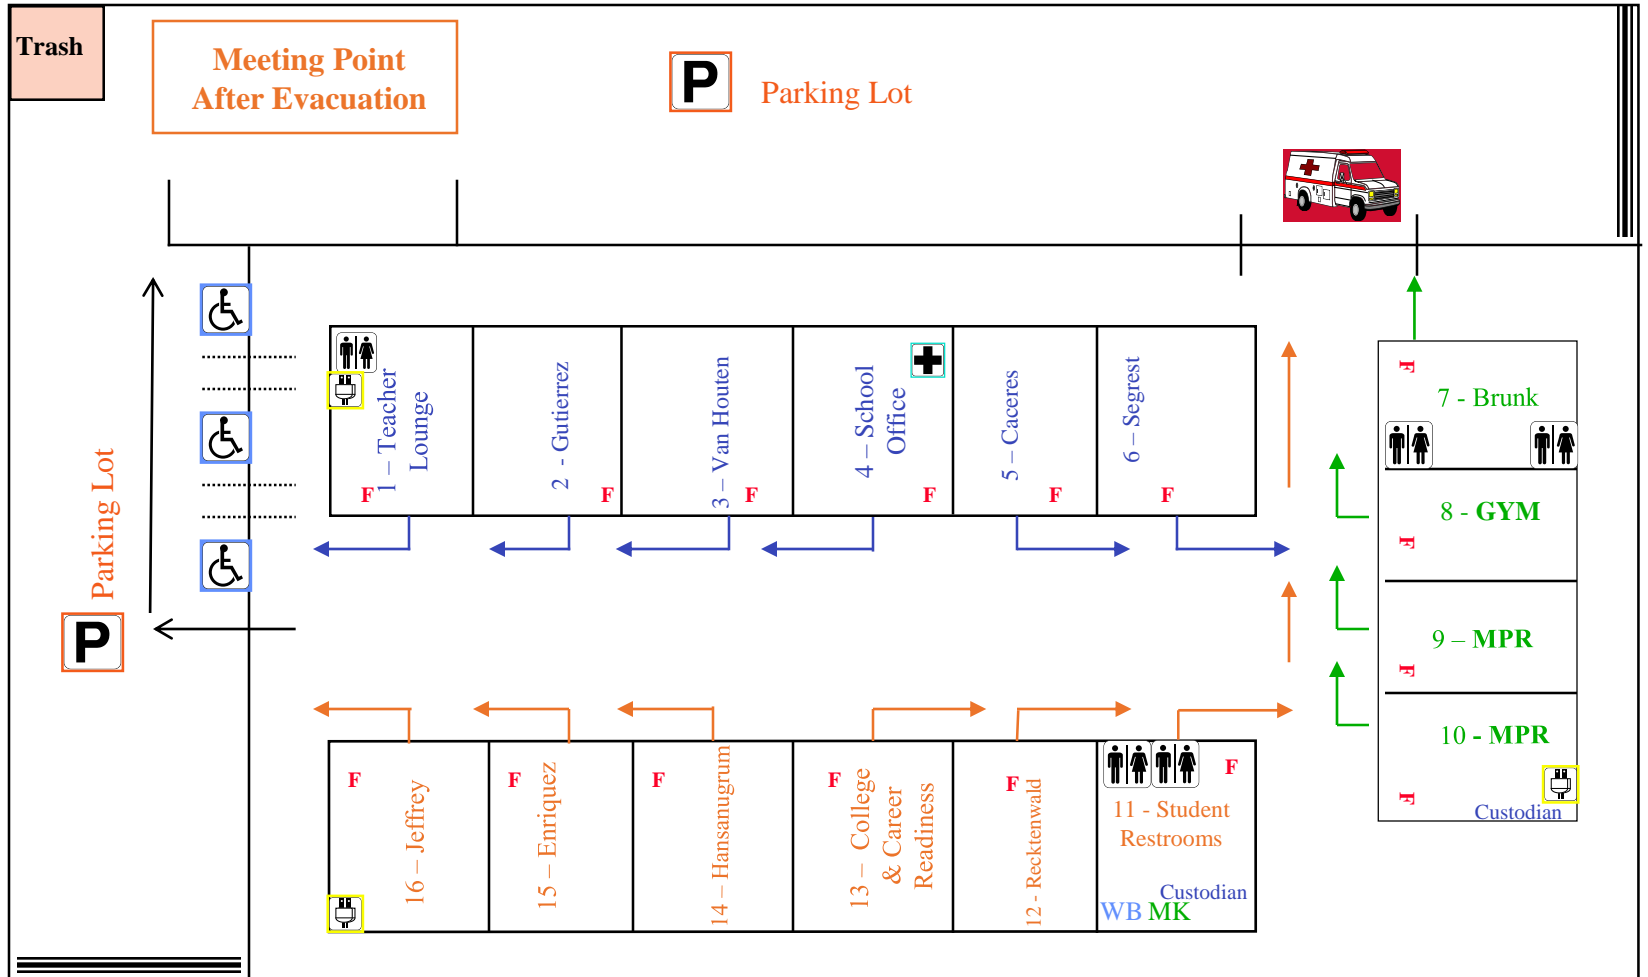 Trash
Meeting Point
After Evacuation
P
Parking Lot
Parking Lot
P
1 – Teacher
Lounge
F
2 - Gutierrez
F
3 – Van Houten
F
4 – School
Office
F
5 – Caceres
F
6 – Segrest
F
F
7 - Brunk
8 - GYM
F
9 – MPR
F
10 - MPR
F
Custodian
F
16 – Jeffrey
F
15 – Enriquez
F
14 – Hansanugrum
F
13 – College
& Career
Readiness
F
12 - Recktenwald
F
11 - Student
Restrooms
Custodian
WB MK